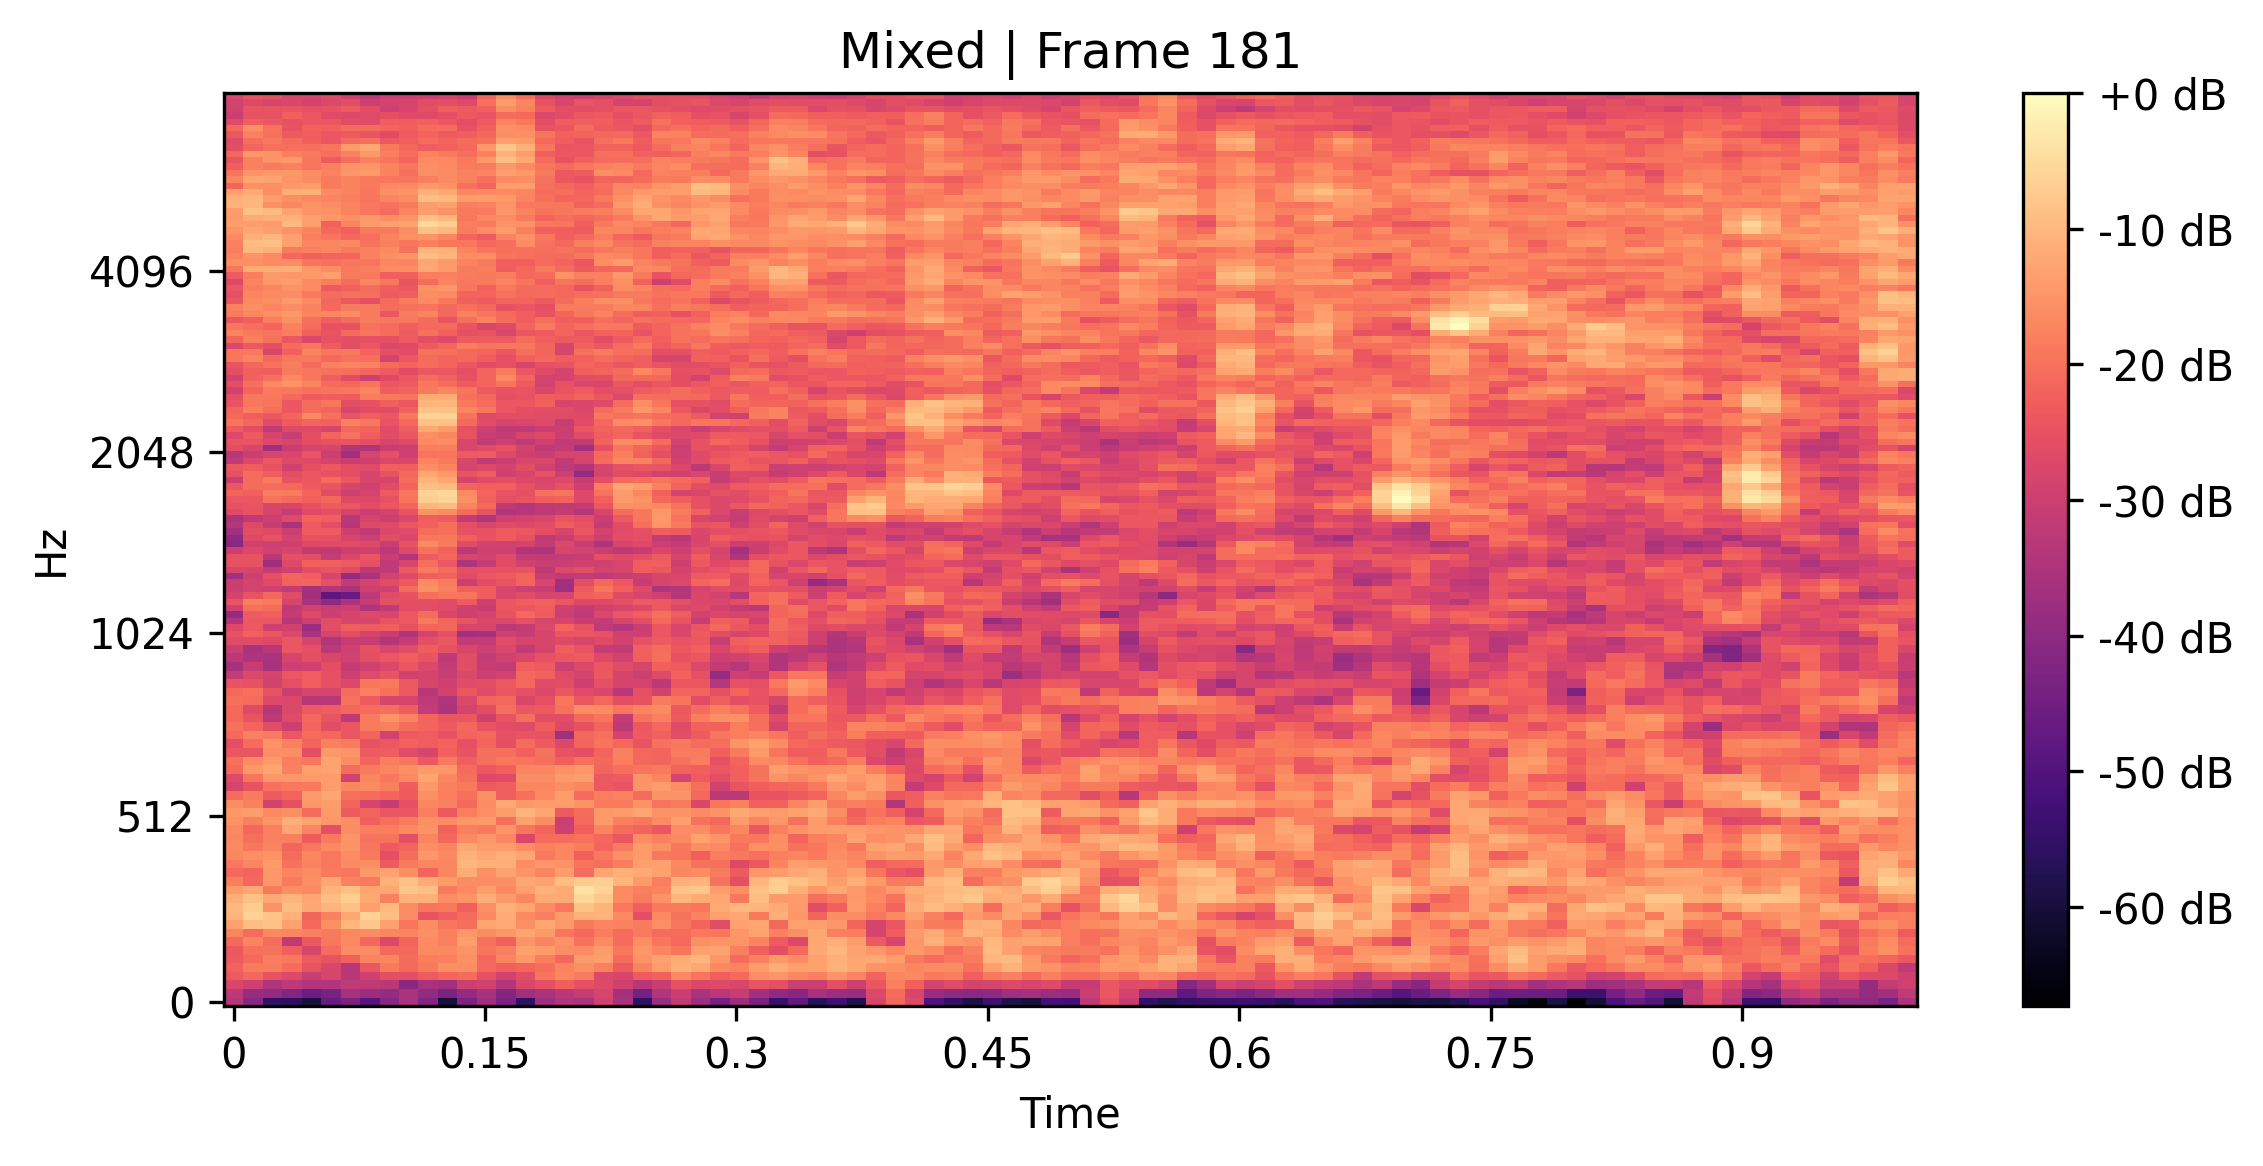 Mixed | Frame 181
+0 dB
-10 dB
-20 dB
-30 dB
-40 dB
-50 dB
-60 dB
4096
2048
1024
512
0
Hz
0 0.15 0.3 0.45 0.6 0.75 0.9
Time